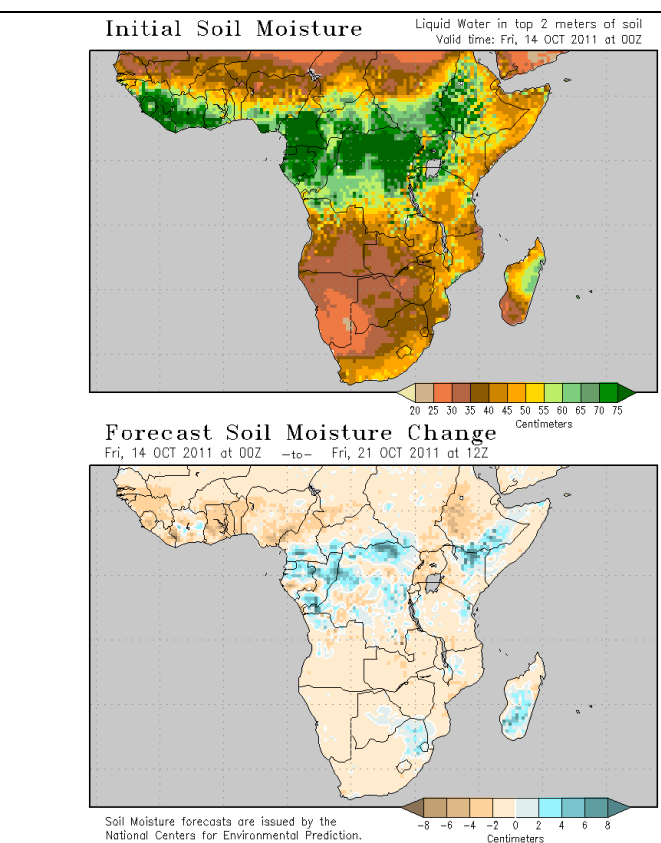 Initial Soil Moisture
Liquid Water in top 2 meters of soil
Valid time: Fri, 14 OCT 2011 at 00Z
20 25 30 35 40 45 50 55 60 65 70 75
Centimeters
Forecast Soil Moisture Change
Fri, 14 OCT 2011 at 00Z -to- Fri, 21 OCT 2011 at 12Z
-8 -6 -4 -2 0 2 4 6 8
Centimeters
Soil Moisture forecasts are issued by the
National Centers for Environmental Prediction.